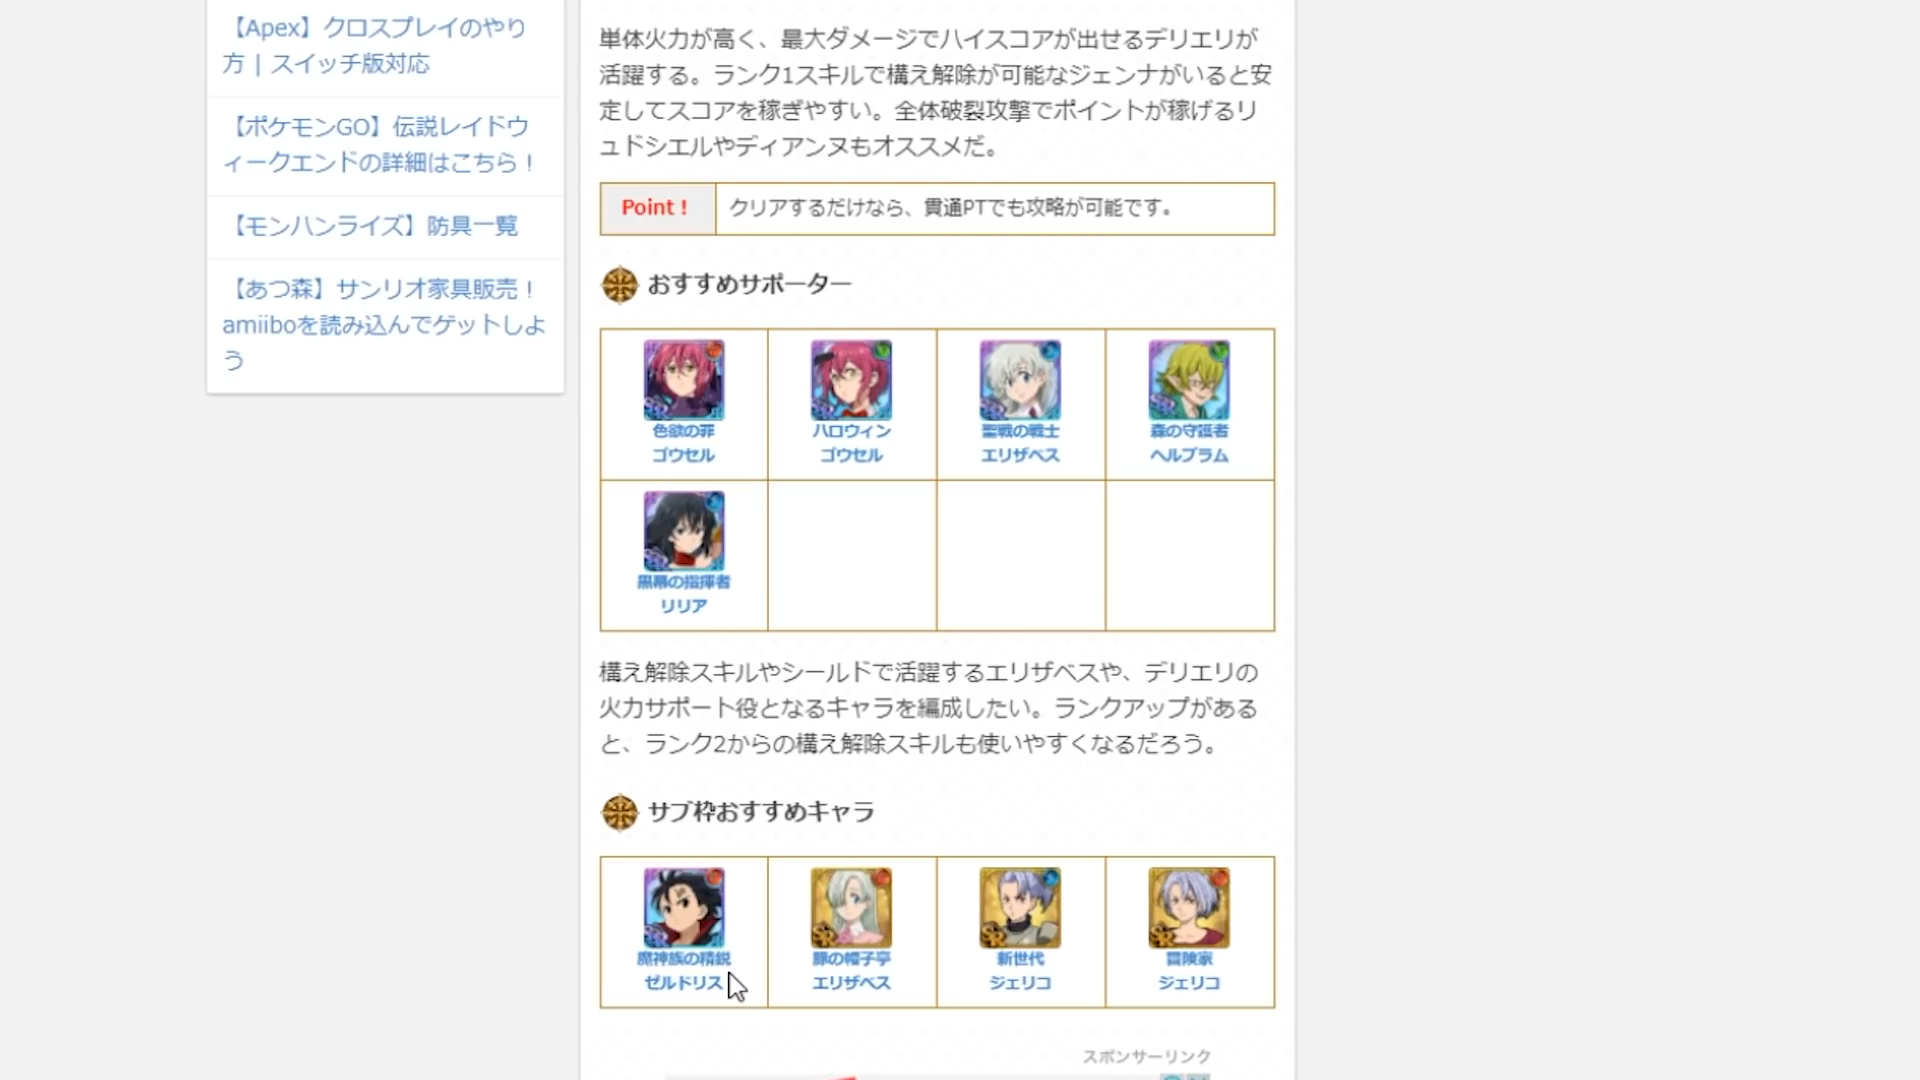 【Apex】クロスプレイのやり
方 | スイッチ版対応
【ポケモンGO】伝説レイドウ
ィークエンドの詳細はこちら！
【モンハンライズ】防具一覧
【あつ森】サンリオ家具販売！
amiiboを読み込んでゲットしよ
う
単体火力が高く、最大ダメージでハイスコアが出せるデリエリが
活躍する。ランク1スキルで構え解除が可能なジェンナがいると安
定してスコアを稼ぎやすい。全体破裂攻撃でポイントが稼げるリ
ュドシエルやディアンヌもオススメだ。
Point！ クリアするだけなら、貫通PTでも攻略が可能です。
おすすめサポーター
色欲の罪 ハロウィン 聖戦の戦士 森の守護者
ゴウセル ゴウセル エリザベス ヘルブラム
黒幕の指揮者
リリア
構え解除スキルやシールドで活躍するエリザベスや、デリエリの
火力サポート役となるキャラを編成したい。ランクアップがある
と、ランク2からの構え解除スキルも使いやすくなるだろう。
サブ枠おすすめキャラ
魔神族の精鋭 豚の帽子亭 新世代 冒険家
ゼルドリス エリザベス ジェリコ ジェリコ
スポンサーリンク